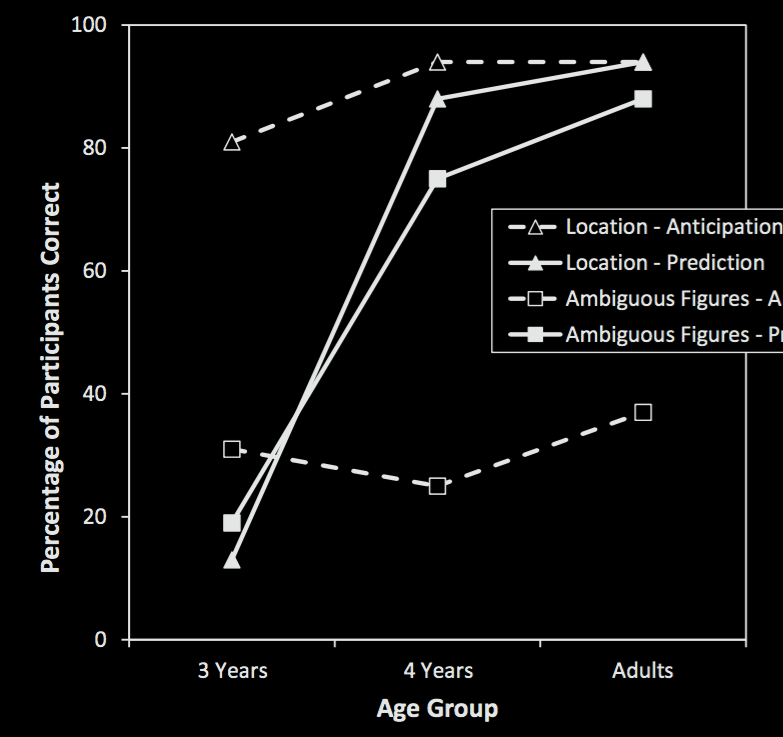 100
80
60
40
20
0
Percentage of Participants Correct
Location - Anticipation
Location - Prediction
Ambiguous Figures - A
Ambiguous Figures - Pr
3 Years
4 Years
Adults
Age Group